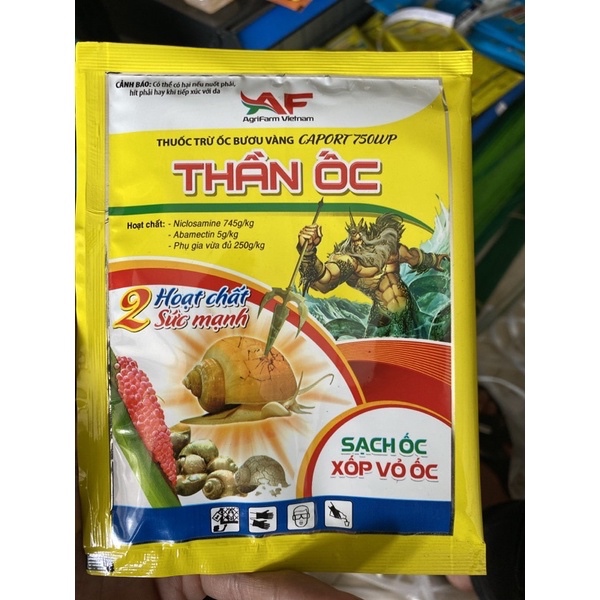 CẢNH BÁO: Có thể có hại nếu nuốt phải,
hít phải hay khi tiếp xúc với da
AF
AgriFarm Vietnam
THUỐC TRỪ ỐC BƯƠU VÀNG CAPORT 750WP
THẦN ỐC
Hoạt chất: - Niclosamine 745g/kg
- Abamectin 5g/kg
- Phụ gia vừa đủ 250g/kg
2 Hoạt chất
Sức mạnh
SẠCH ỐC
XỐP VỎ ỐC